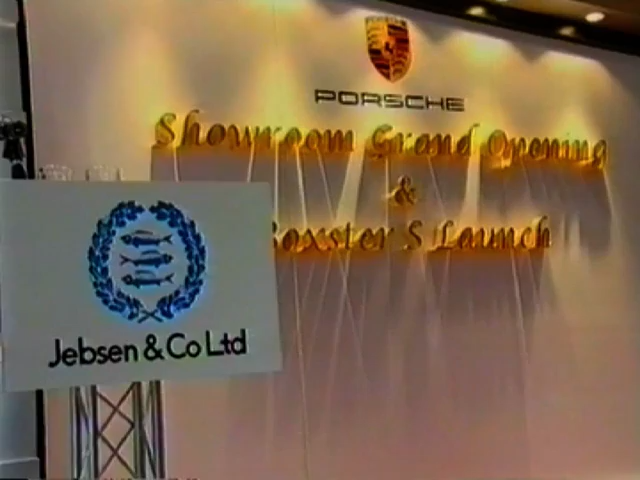 PORSCHE
Showroom Grand Opening
&
Boxster S Launch
Jebsen & Co Ltd